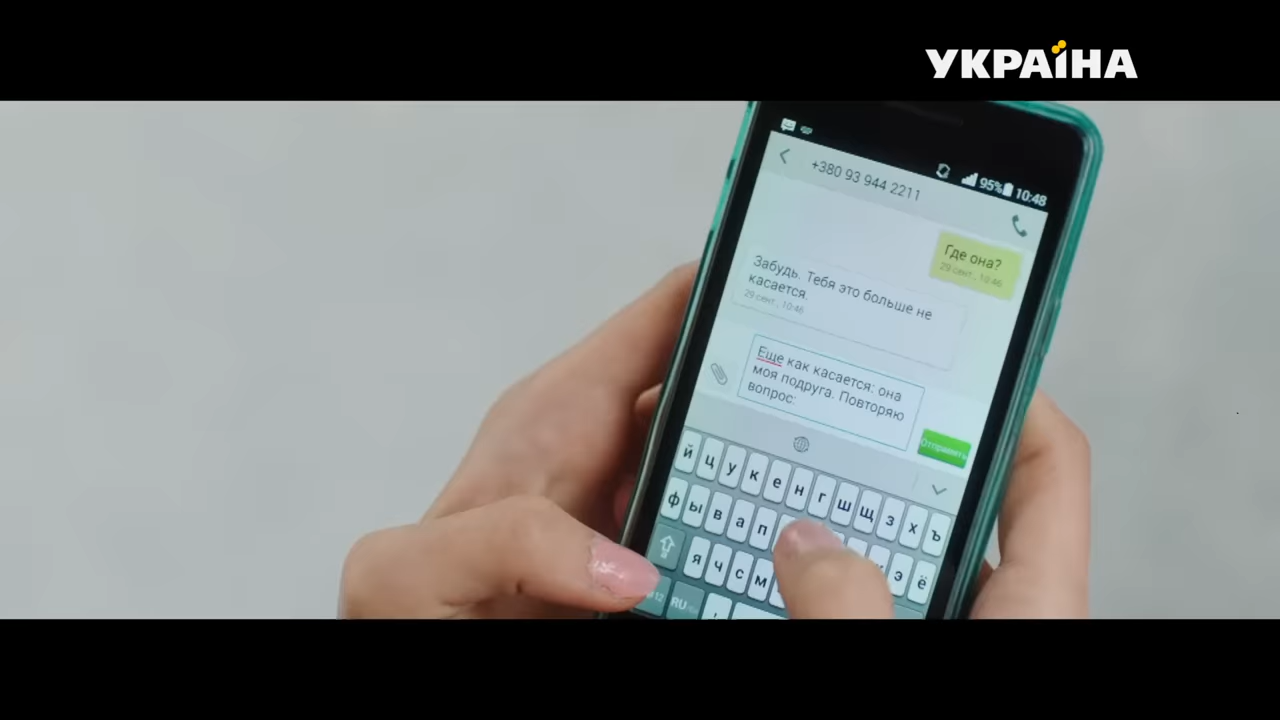 УКРАЇНА
95% 10:48
+380 93 944 2211
Где она?
29 сент., 10:46
Забудь. Тебя это больше не
касается.
29 сент., 10:46
Еще как касается: она
моя подруга. Повторяю
вопрос:
Отправить
й ц у к е н г ш щ з х ъ
ф ы в а п э ё
я ч с м
RU